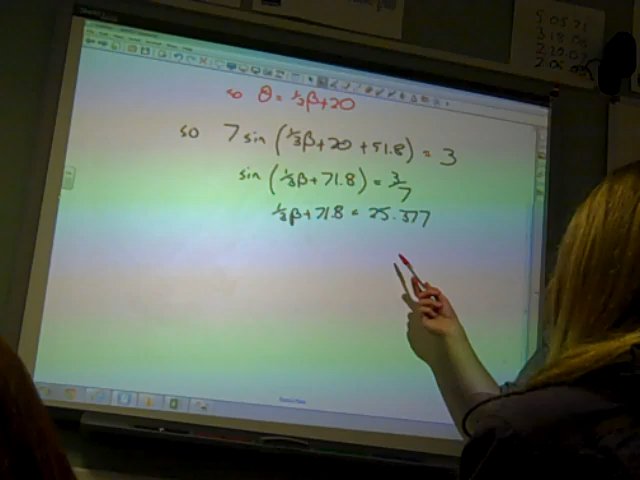 so θ = ⅓β+20
so 7 sin (⅓β+20+51.8) = 3
sin (⅓β+71.8) = 3/7
⅓β+71.8 = 25.377